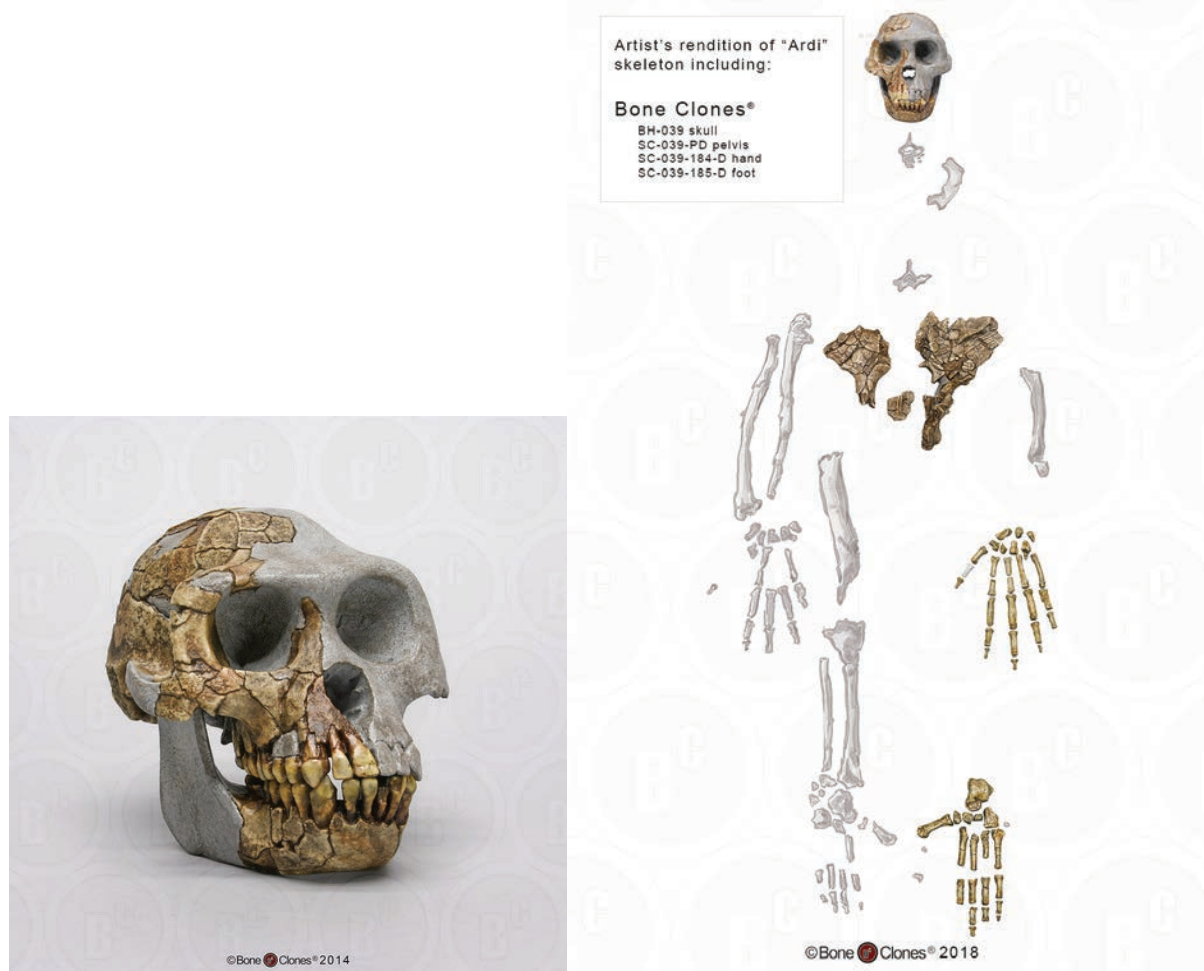 Artist's rendition of "Ardi"
skeleton including:
Bone Clones®
BH-039 skull
SC-039-PD pelvis
SC-039-184-D hand
SC-039-185-D foot
©Bone Clones® 2014
©Bone Clones® 2018